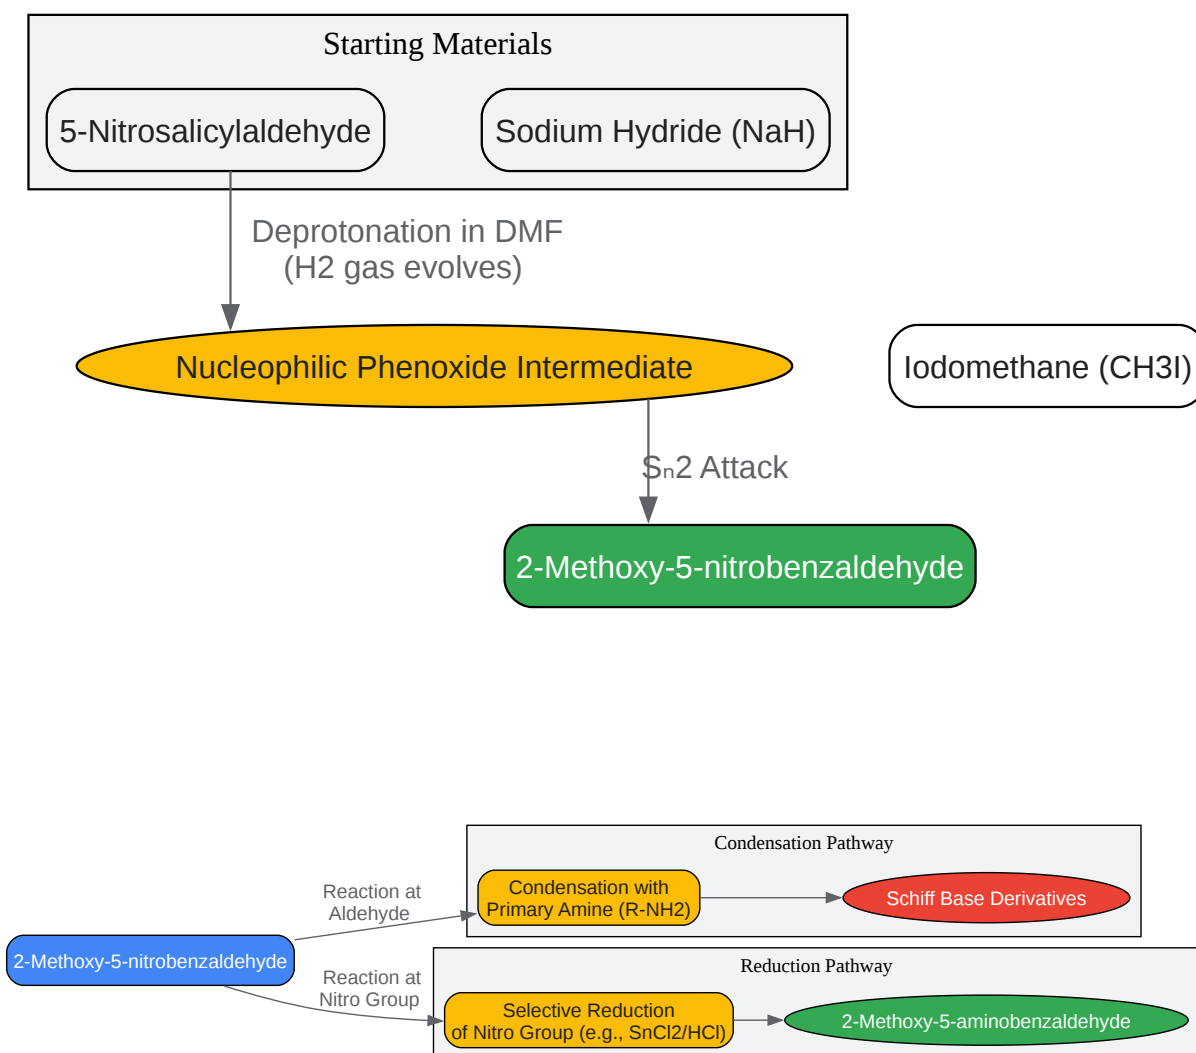 Starting Materials
5-Nitrosalicylaldehyde
Sodium Hydride (NaH)
Deprotonation in DMF
(H2 gas evolves)
Nucleophilic Phenoxide Intermediate
Iodomethane (CH3I)
Sₙ2 Attack
2-Methoxy-5-nitrobenzaldehyde
Condensation Pathway
Condensation with
Primary Amine (R-NH2)
Schiff Base Derivatives
Reaction at
Aldehyde
2-Methoxy-5-nitrobenzaldehyde
Reaction at
Nitro Group
Reduction Pathway
Selective Reduction
of Nitro Group (e.g., SnCl2/HCl)
2-Methoxy-5-aminobenzaldehyde